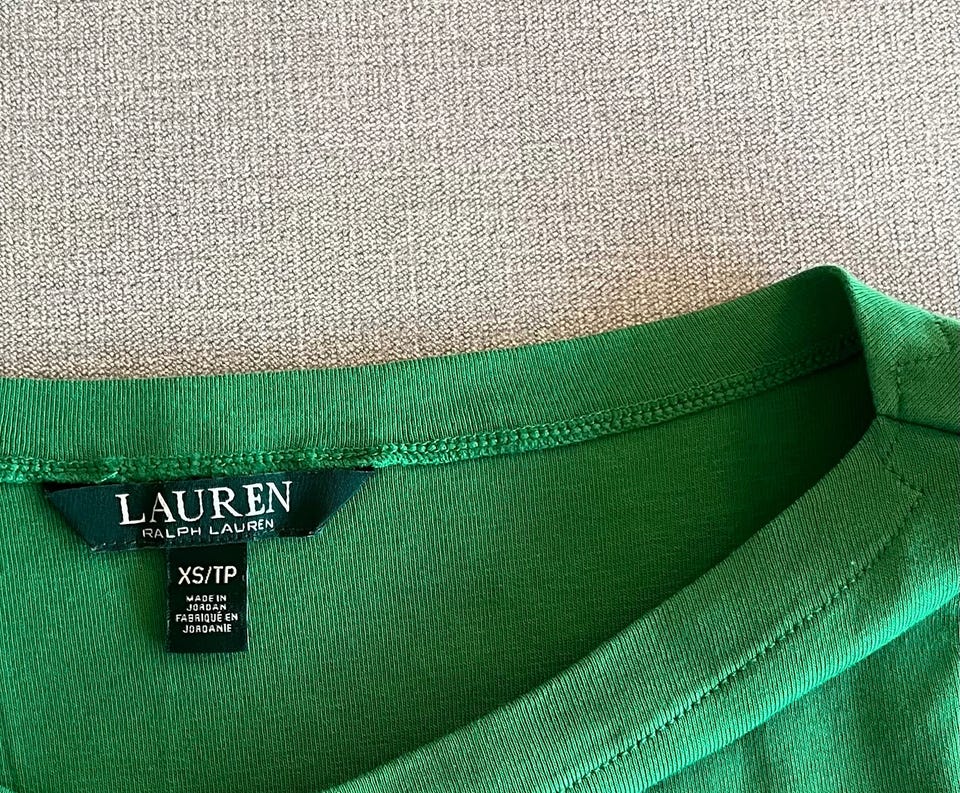 LAUREN
RALPH LAUREN
XS/TP
MADE IN
JORDAN
FABRIQUÉ EN
JORDANIE